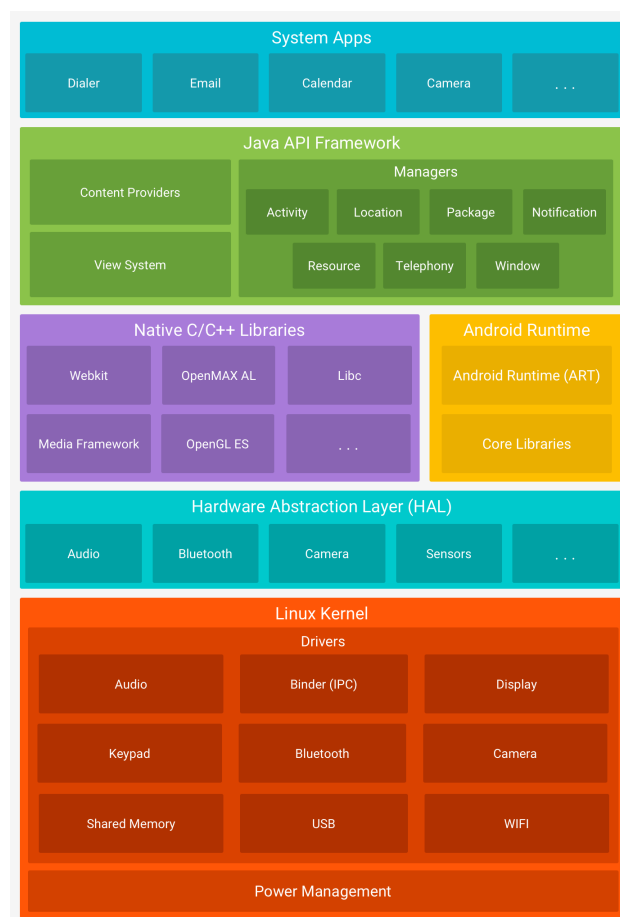 System Apps
Dialer Email Calendar Camera . . .
Java API Framework
Content Providers
View System
Managers
Activity Location Package Notification
Resource Telephony Window
Native C/C++ Libraries
Webkit OpenMAX AL Libc
Media Framework OpenGL ES . . .
Android Runtime
Android Runtime (ART)
Core Libraries
Hardware Abstraction Layer (HAL)
Audio Bluetooth Camera Sensors . . .
Linux Kernel
Drivers
Audio Binder (IPC) Display
Keypad Bluetooth Camera
Shared Memory USB WIFI
Power Management